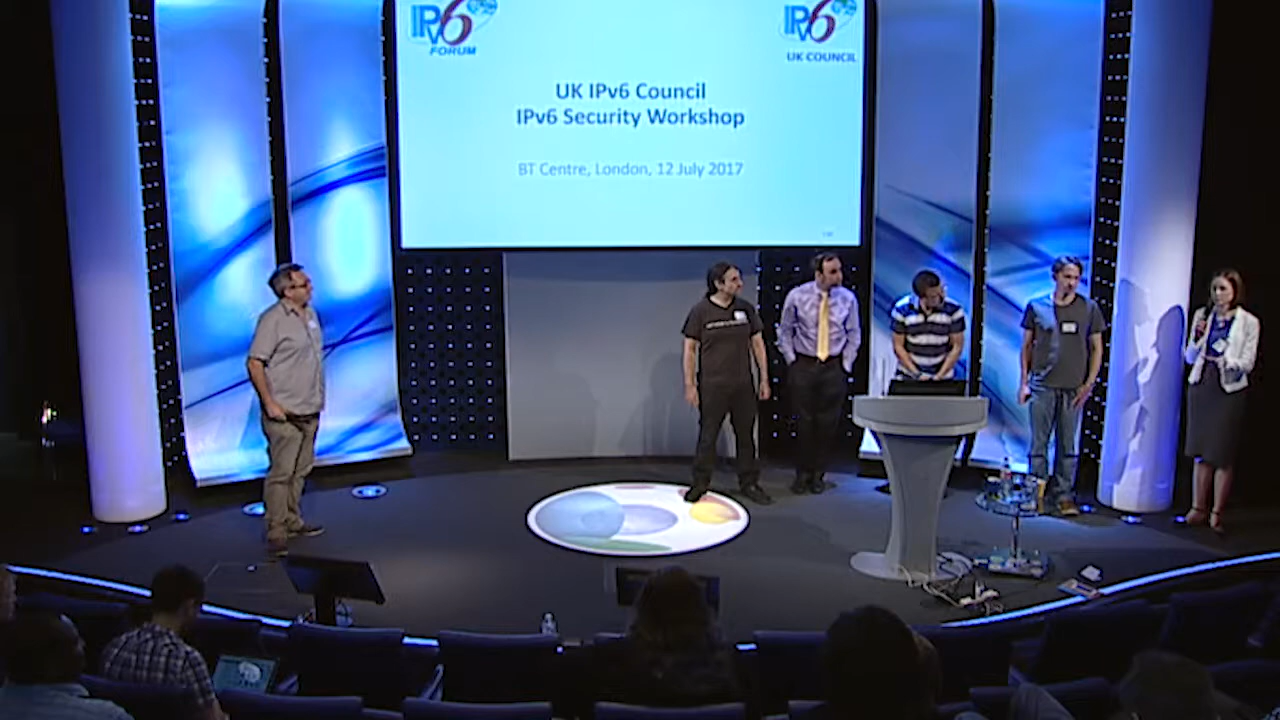 IPv6
FORUM
IPv6
UK COUNCIL
UK IPv6 Council
IPv6 Security Workshop
BT Centre, London, 12 July 2017